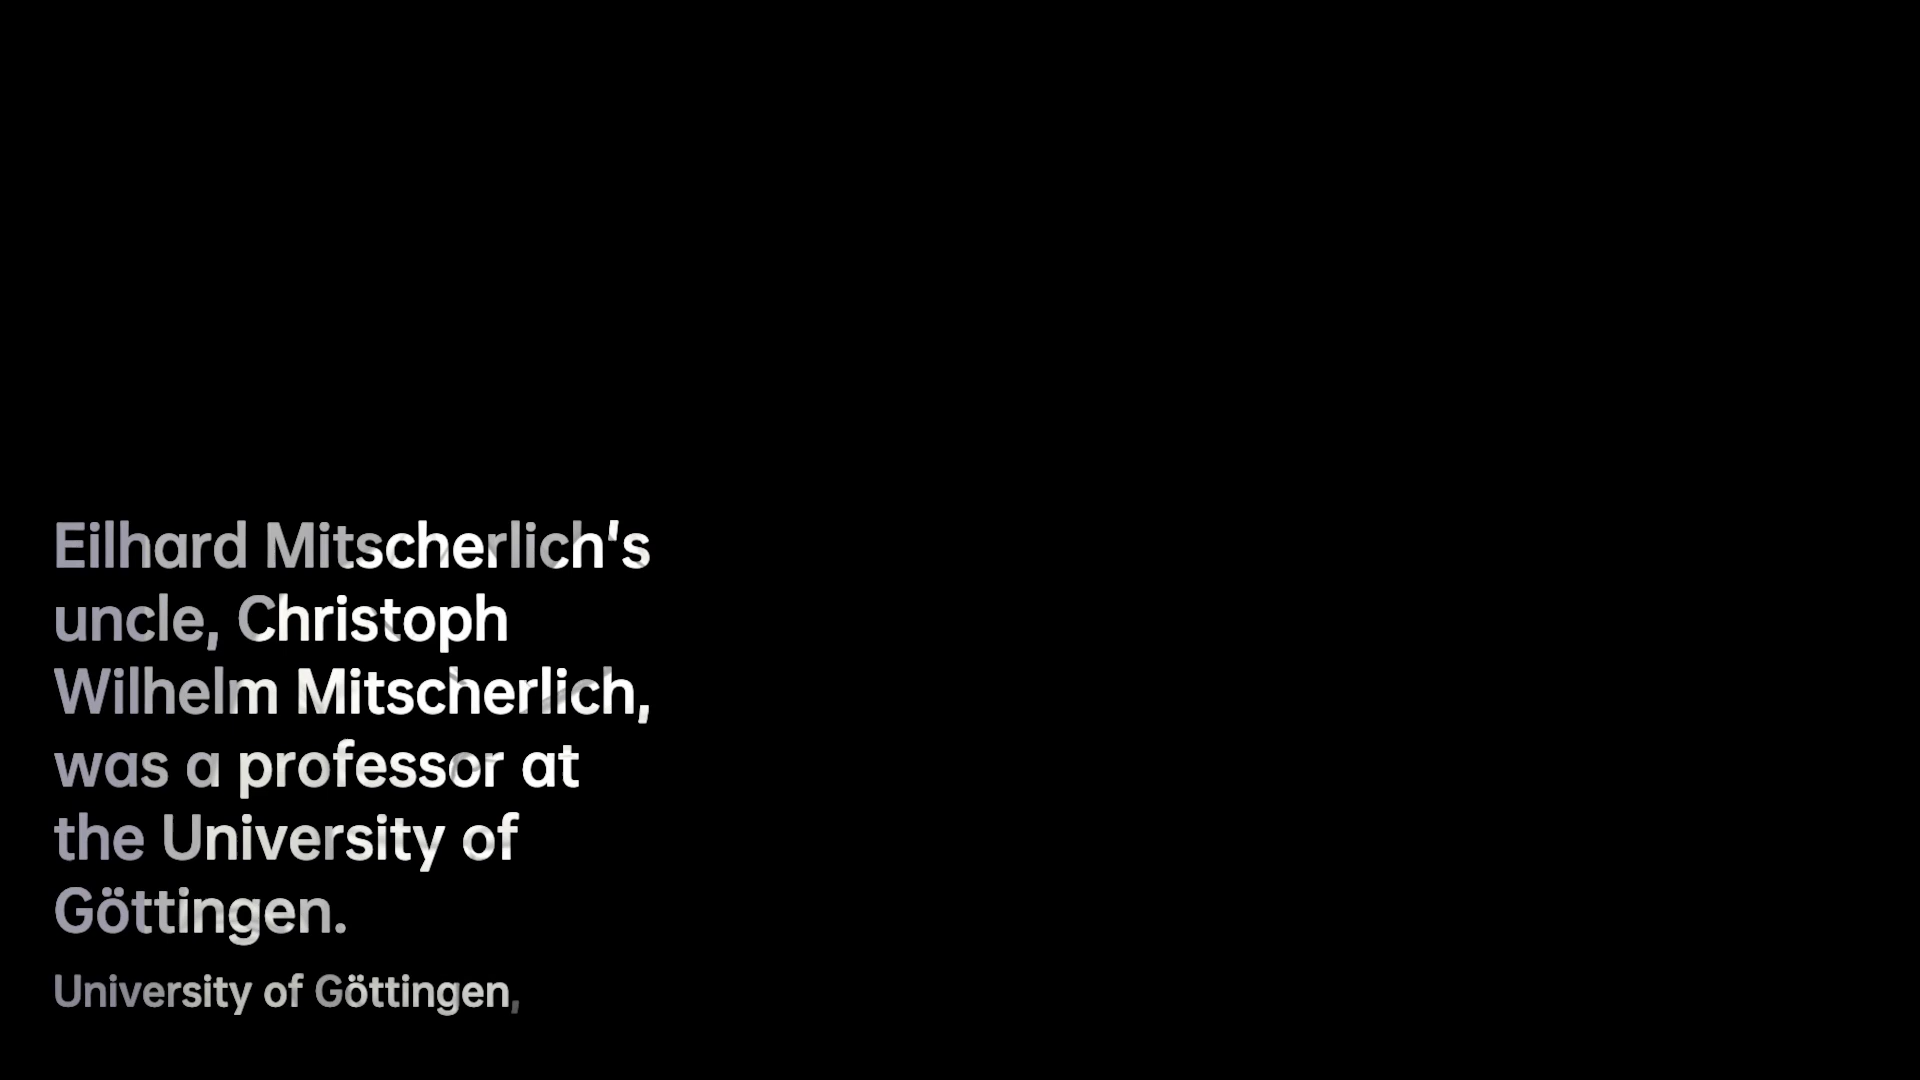 Eilhard Mitscherlich's
uncle, Christoph
Wilhelm Mitscherlich,
was a professor at
the University of
Göttingen.
University of Göttingen,